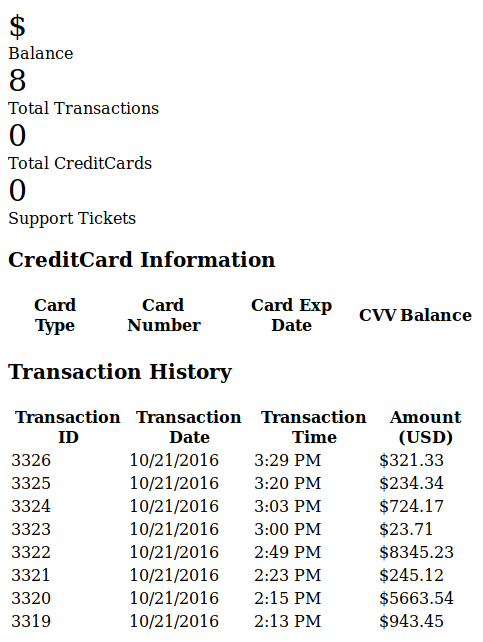 $
Balance
8
Total Transactions
0
Total CreditCards
0
Support Tickets
CreditCard Information
Card Type Card Number Card Exp Date CVV Balance
Transaction History
Transaction ID Transaction Date Transaction Time Amount (USD)
3326 10/21/2016 3:29 PM $321.33
3325 10/21/2016 3:20 PM $234.34
3324 10/21/2016 3:03 PM $724.17
3323 10/21/2016 3:00 PM $23.71
3322 10/21/2016 2:49 PM $8345.23
3321 10/21/2016 2:23 PM $245.12
3320 10/21/2016 2:15 PM $5663.54
3319 10/21/2016 2:13 PM $943.45